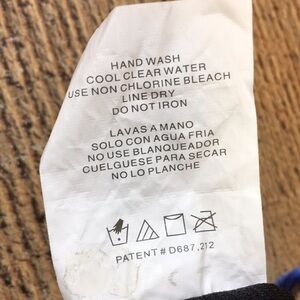 HAND WASH
COOL CLEAR WATER
USE NON CHLORINE BLEACH
LINE DRY
DO NOT IRON
LAVAS A MANO
SOLO CON AGUA FRIA
NO USE BLANQUEADOR
CUELGUESE PARA SECAR
NO LO PLANCHE
PATENT # D687,212